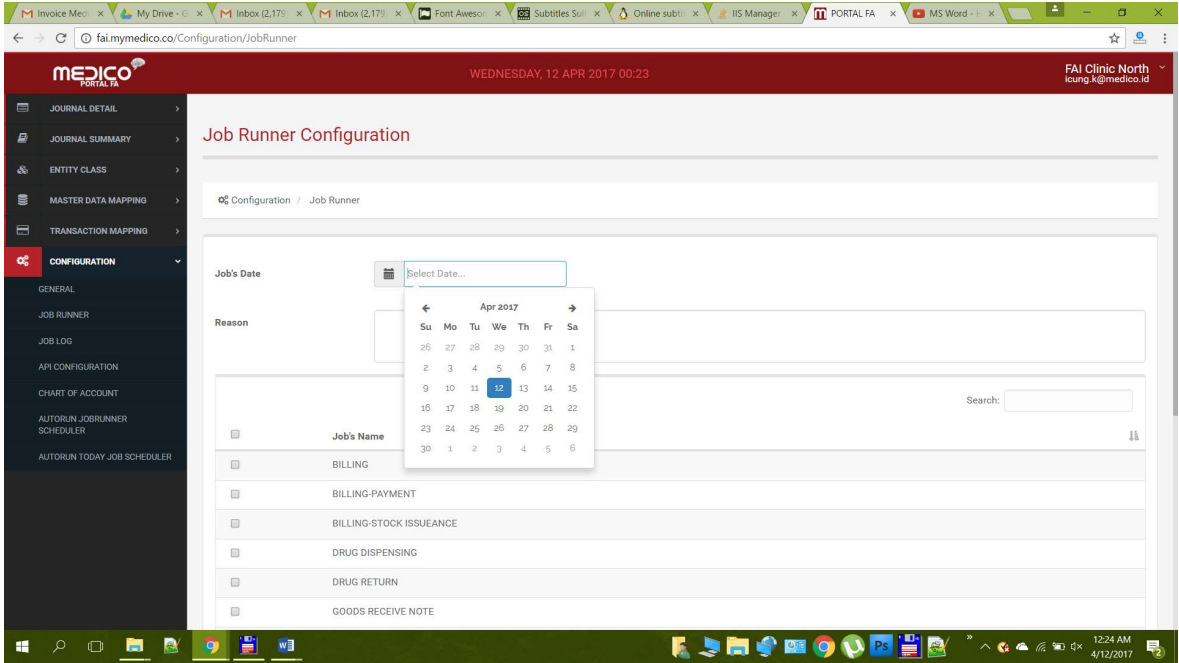 Invoice Medi
My Drive - G
Inbox (2,179
Inbox (2,179
Font Awesom
Subtitles Sul
Online subti
IIS Manager
PORTAL FA
MS Word - H
fai.mymedico.co/Configuration/JobRunner
MEDICO
PORTAL FA
WEDNESDAY, 12 APR 2017 00:23
FAI Clinic North
icung.k@medico.id
JOURNAL DETAIL
JOURNAL SUMMARY
ENTITY CLASS
MASTER DATA MAPPING
TRANSACTION MAPPING
CONFIGURATION
GENERAL
JOB RUNNER
JOB LOG
API CONFIGURATION
CHART OF ACCOUNT
AUTORUN JOBRUNNER
SCHEDULER
AUTORUN TODAY JOB SCHEDULER
Job Runner Configuration
Configuration / Job Runner
Job's Date
Select Date...
Reason
Apr 2017
Su Mo Tu We Th Fr Sa
26 27 28 29 30 31 1
2 3 4 5 6 7 8
9 10 11 12 13 14 15
16 17 18 19 20 21 22
23 24 25 26 27 28 29
30 1 2 3 4 5 6
Search:
Job's Name
BILLING
BILLING-PAYMENT
BILLING-STOCK ISSUEANCE
DRUG DISPENSING
DRUG RETURN
GOODS RECEIVE NOTE
Ps
12:24 AM
4/12/2017